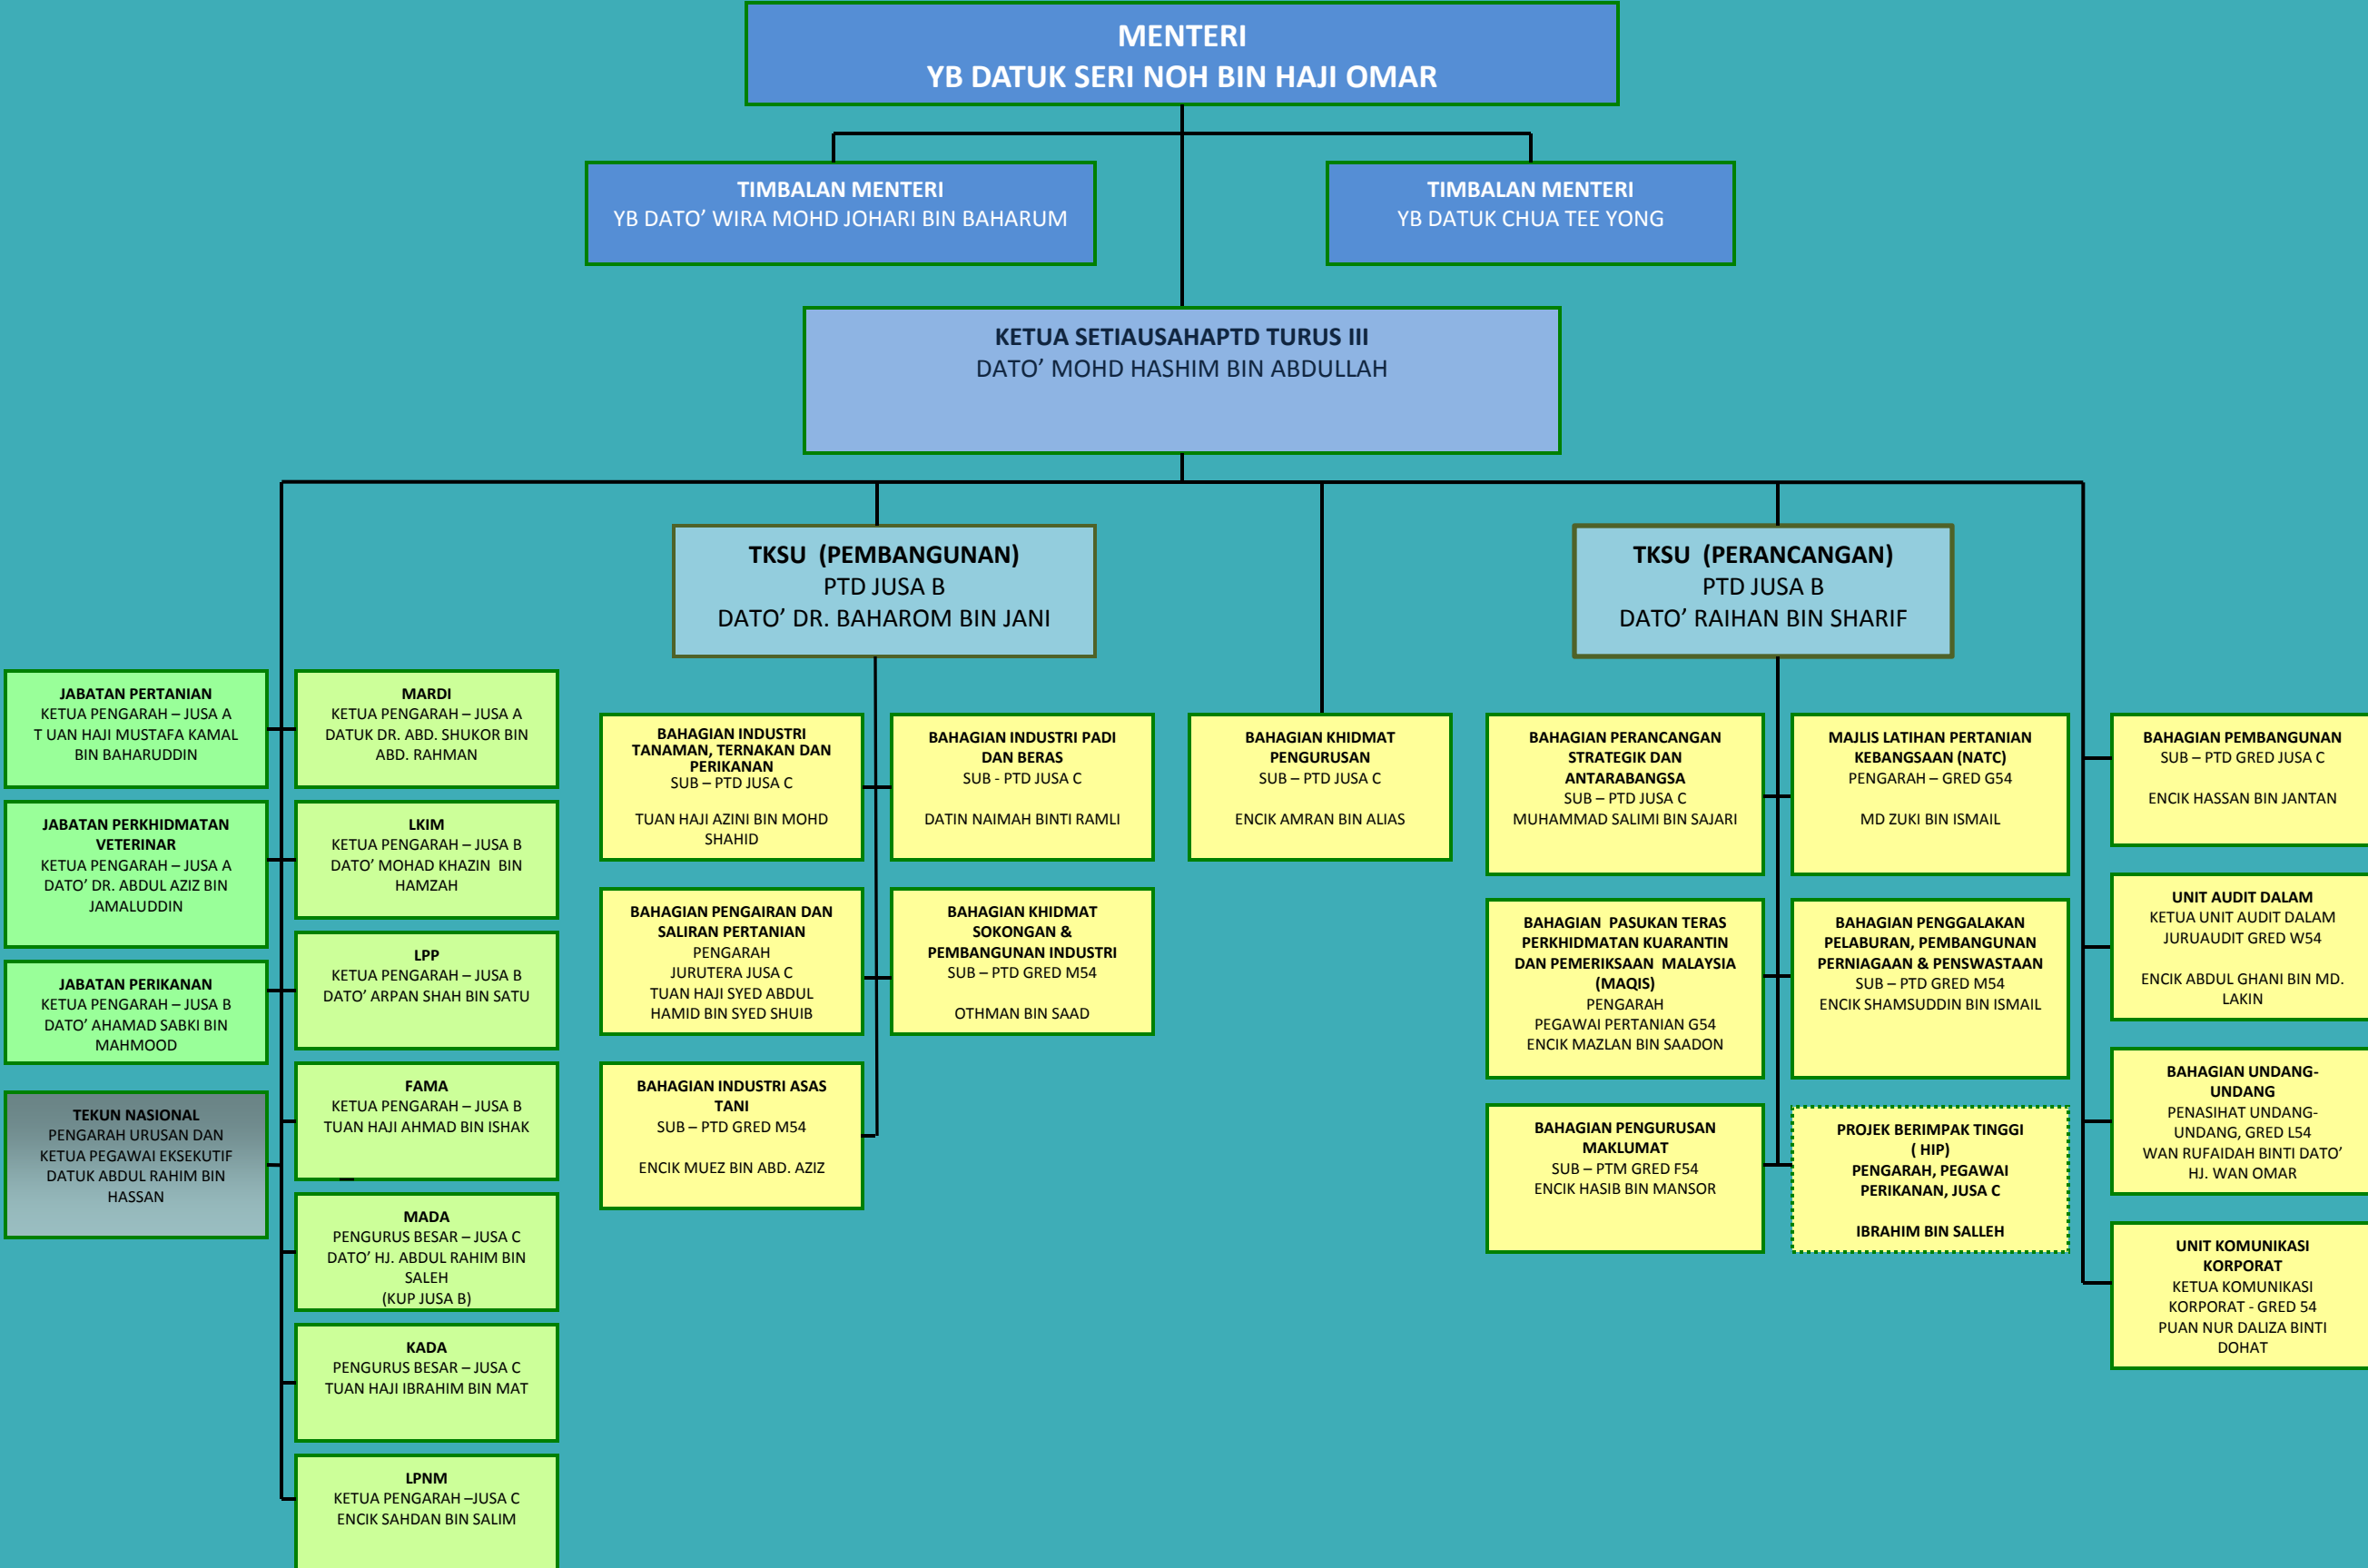 MENTERI
YB DATUK SERI NOH BIN HAJI OMAR
TIMBALAN MENTERI
YB DATO’ WIRA MOHD JOHARI BIN BAHARUM
TIMBALAN MENTERI
YB DATUK CHUA TEE YONG
KETUA SETIAUSAHAPTD TURUS III
DATO’ MOHD HASHIM BIN ABDULLAH
TKSU (PEMBANGUNAN)
PTD JUSA B
DATO’ DR. BAHAROM BIN JANI
TKSU (PERANCANGAN)
PTD JUSA B
DATO’ RAIHAN BIN SHARIF
JABATAN PERTANIAN
KETUA PENGARAH – JUSA A
T UAN HAJI MUSTAFA KAMAL
BIN BAHARUDDIN
JABATAN PERKHIDMATAN
VETERINAR
KETUA PENGARAH – JUSA A
DATO’ DR. ABDUL AZIZ BIN
JAMALUDDIN
JABATAN PERIKANAN
KETUA PENGARAH – JUSA B
DATO’ AHAMAD SABKI BIN
MAHMOOD
TEKUN NASIONAL
PENGARAH URUSAN DAN
KETUA PEGAWAI EKSEKUTIF
DATUK ABDUL RAHIM BIN
HASSAN
MARDI
KETUA PENGARAH – JUSA A
DATUK DR. ABD. SHUKOR BIN
ABD. RAHMAN
LKIM
KETUA PENGARAH – JUSA B
DATO’ MOHAD KHAZIN BIN
HAMZAH
LPP
KETUA PENGARAH – JUSA B
DATO’ ARPAN SHAH BIN SATU
FAMA
KETUA PENGARAH – JUSA B
TUAN HAJI AHMAD BIN ISHAK
MADA
PENGURUS BESAR – JUSA C
DATO’ HJ. ABDUL RAHIM BIN
SALEH
(KUP JUSA B)
KADA
PENGURUS BESAR – JUSA C
TUAN HAJI IBRAHIM BIN MAT
LPNM
KETUA PENGARAH –JUSA C
ENCIK SAHDAN BIN SALIM
BAHAGIAN INDUSTRI
TANAMAN, TERNAKAN DAN
PERIKANAN
SUB – PTD JUSA C
TUAN HAJI AZINI BIN MOHD
SHAHID
BAHAGIAN INDUSTRI PADI
DAN BERAS
SUB - PTD JUSA C
DATIN NAIMAH BINTI RAMLI
BAHAGIAN PENGAIRAN DAN
SALIRAN PERTANIAN
PENGARAH
JURUTERA JUSA C
TUAN HAJI SYED ABDUL
HAMID BIN SYED SHUIB
BAHAGIAN KHIDMAT
SOKONGAN &
PEMBANGUNAN INDUSTRI
SUB – PTD GRED M54
OTHMAN BIN SAAD
BAHAGIAN INDUSTRI ASAS
TANI
SUB – PTD GRED M54
ENCIK MUEZ BIN ABD. AZIZ
BAHAGIAN KHIDMAT
PENGURUSAN
SUB – PTD JUSA C
ENCIK AMRAN BIN ALIAS
BAHAGIAN PERANCANGAN
STRATEGIK DAN
ANTARABANGSA
SUB – PTD JUSA C
MUHAMMAD SALIMI BIN SAJARI
MAJLIS LATIHAN PERTANIAN
KEBANGSAAN (NATC)
PENGARAH – GRED G54
MD ZUKI BIN ISMAIL
BAHAGIAN PASUKAN TERAS
PERKHIDMATAN KUARANTIN
DAN PEMERIKSAAN MALAYSIA
(MAQIS)
PENGARAH
PEGAWAI PERTANIAN G54
ENCIK MAZLAN BIN SAADON
BAHAGIAN PENGGALAKAN
PELABURAN, PEMBANGUNAN
PERNIAGAAN & PENSWASTAAN
SUB – PTD GRED M54
ENCIK SHAMSUDDIN BIN ISMAIL
BAHAGIAN PENGURUSAN
MAKLUMAT
SUB – PTM GRED F54
ENCIK HASIB BIN MANSOR
PROJEK BERIMPAK TINGGI
( HIP)
PENGARAH, PEGAWAI
PERIKANAN, JUSA C
IBRAHIM BIN SALLEH
BAHAGIAN PEMBANGUNAN
SUB – PTD GRED JUSA C
ENCIK HASSAN BIN JANTAN
UNIT AUDIT DALAM
KETUA UNIT AUDIT DALAM
JURUAUDIT GRED W54
ENCIK ABDUL GHANI BIN MD.
LAKIN
BAHAGIAN UNDANG-
UNDANG
PENASIHAT UNDANG-
UNDANG, GRED L54
WAN RUFAIDAH BINTI DATO’
HJ. WAN OMAR
UNIT KOMUNIKASI
KORPORAT
KETUA KOMUNIKASI
KORPORAT - GRED 54
PUAN NUR DALIZA BINTI
DOHAT